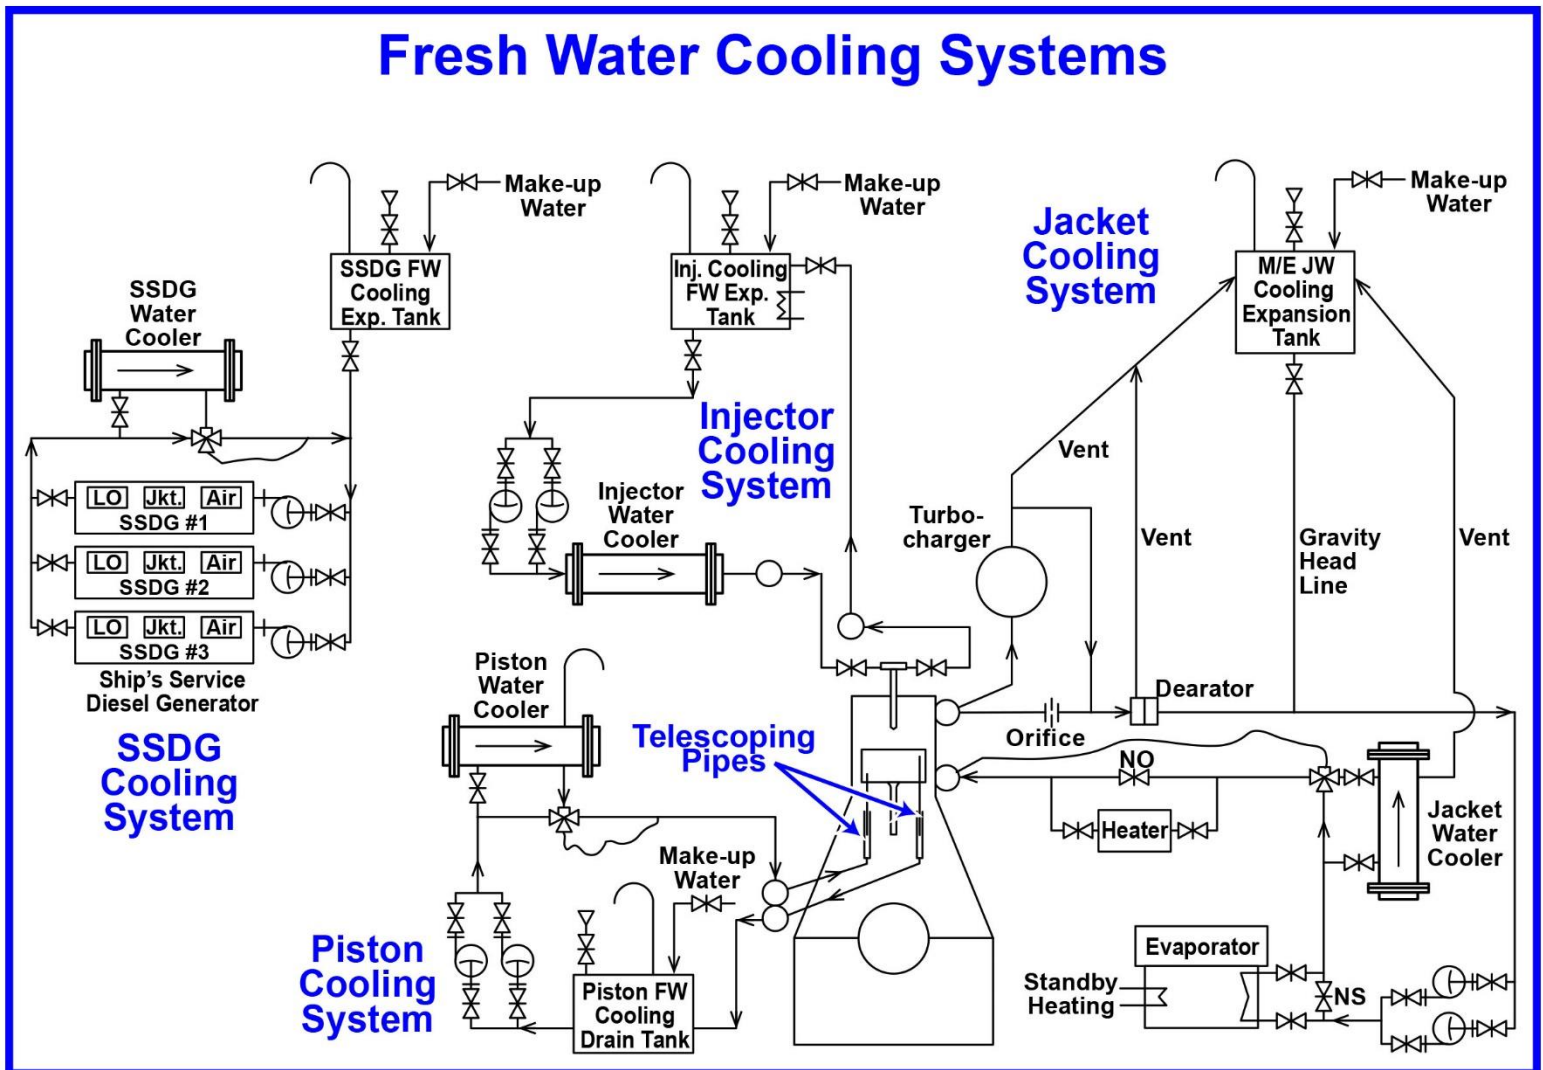 Fresh Water Cooling Systems
Make-up
Water
SSDG FW
Cooling
Exp. Tank
SSDG
Water
Cooler
LO Jkt. Air
SSDG #1
LO Jkt. Air
SSDG #2
LO Jkt. Air
SSDG #3
Ship's Service
Diesel Generator
SSDG
Cooling
System
Make-up
Water
Inj. Cooling
FW Exp.
Tank
Injector
Cooling
System
Injector
Water
Cooler
Jacket
Cooling
System
Make-up
Water
M/E JW
Cooling
Expansion
Tank
Vent
Turbo-
charger
Vent
Gravity
Head
Line
Vent
Dearator
Orifice
NO
Heater
Jacket
Water
Cooler
Evaporator
Standby
Heating
NS
Piston
Water
Cooler
Telescoping
Pipes
Make-up
Water
Piston
Cooling
System
Piston FW
Cooling
Drain Tank